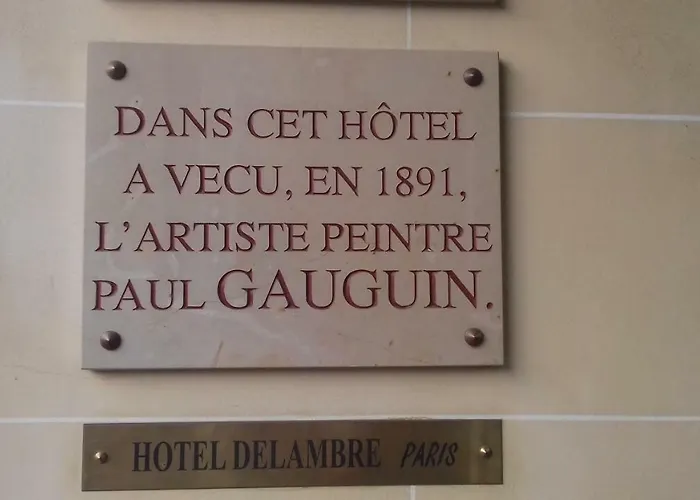 DANS CET HÔTEL
A VECU, EN 1891,
L'ARTISTE PEINTRE
PAUL GAUGUIN.
HOTEL DELAMBRE PARIS